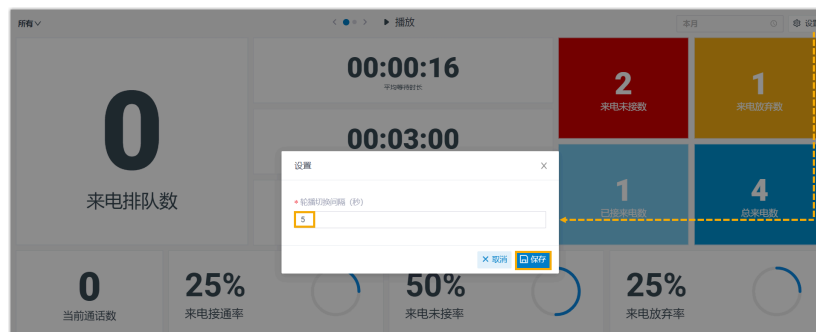 所有
播放
本月
设置
0
来电排队数
00:00:16
平均等待时长
00:03:00
2
来电未接数
1
来电放弃数
设置
* 轮播切换间隔（秒）
5
取消
保存
1
已接来电数
4
总来电数
0
当前通话数
25%
来电接通率
50%
来电未接率
25%
来电放弃率